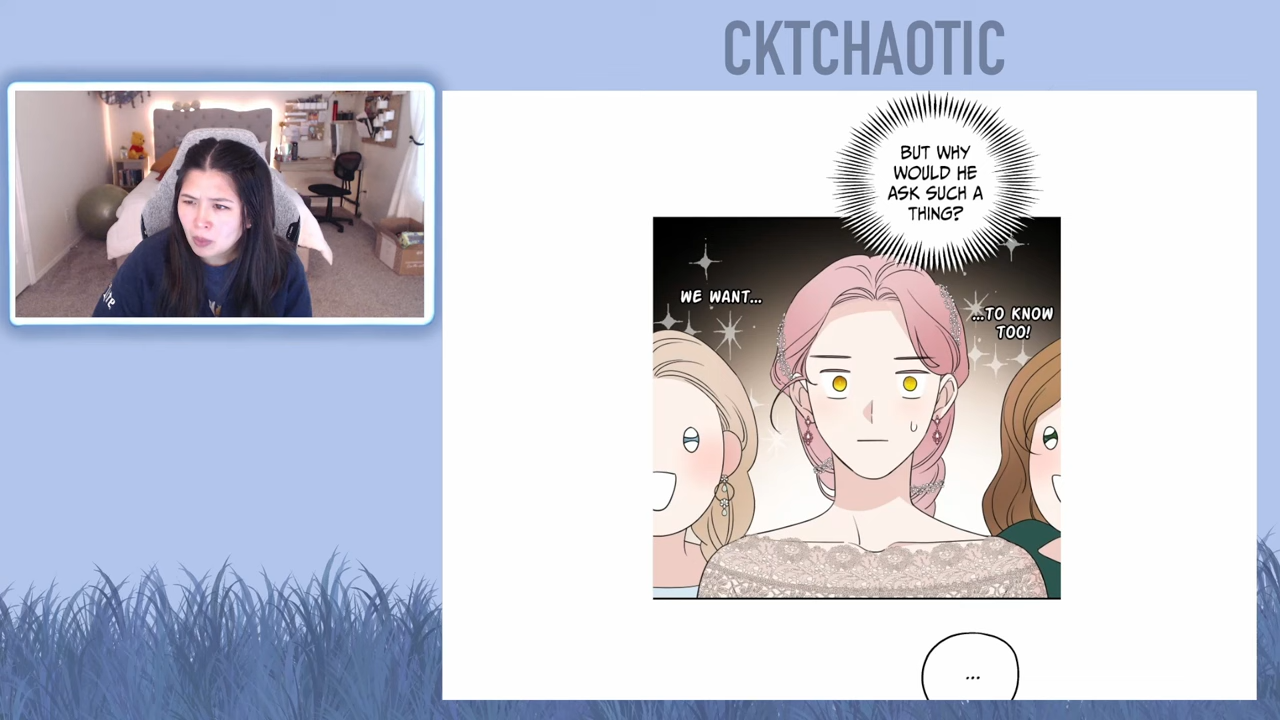 CKTCHAOTIC
BUT WHY
WOULD HE
ASK SUCH A
THING?
WE WANT...
...TO KNOW
TOO!
...